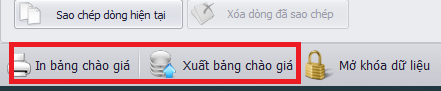 Sao chép dòng hiện tại Xóa dòng đã sao chép
In bảng chào giá Xuất bảng chào giá Mở khóa dữ liệu